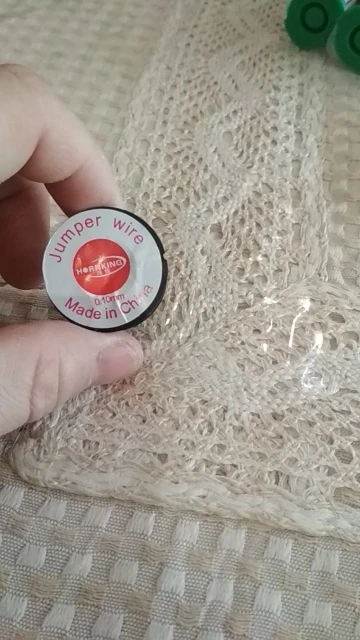 Jumper wire
HORNKING
0.10mm
Made in China